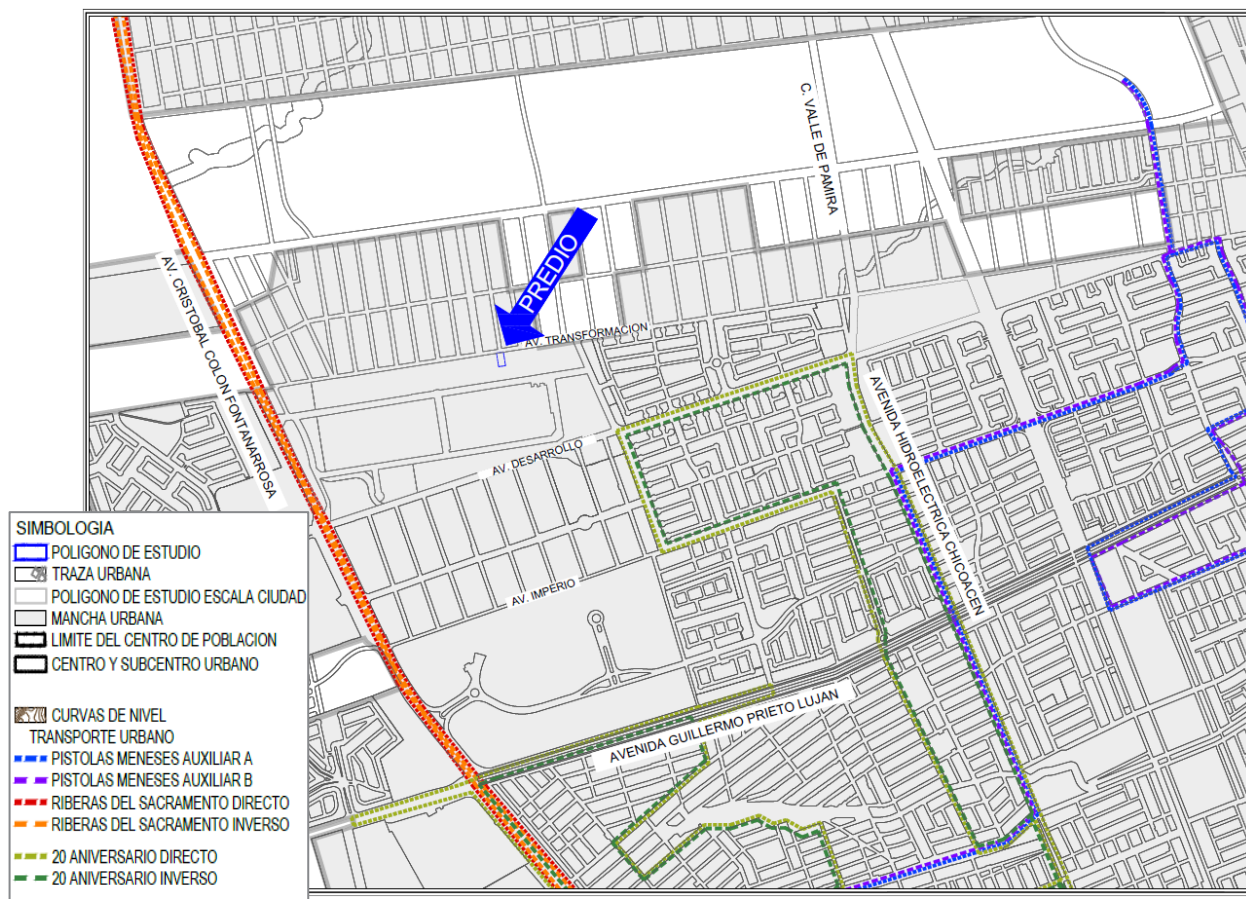 C. VALLE DE PAMIRA
PREDIO
AV. TRANSFORMACION
AV. CRISTOBAL COLON FONTANARROSA
AV. DESARROLLO
AVENIDA HIDROELECTRICA CHICOACEN
AV. IMPERIO
AVENIDA GUILLERMO PRIETO LUJAN
SIMBOLOGIA
POLIGONO DE ESTUDIO
TRAZA URBANA
POLIGONO DE ESTUDIO ESCALA CIUDAD
MANCHA URBANA
LIMITE DEL CENTRO DE POBLACION
CENTRO Y SUBCENTRO URBANO
CURVAS DE NIVEL
TRANSPORTE URBANO
PISTOLAS MENESES AUXILIAR A
PISTOLAS MENESES AUXILIAR B
RIBERAS DEL SACRAMENTO DIRECTO
RIBERAS DEL SACRAMENTO INVERSO
20 ANIVERSARIO DIRECTO
20 ANIVERSARIO INVERSO